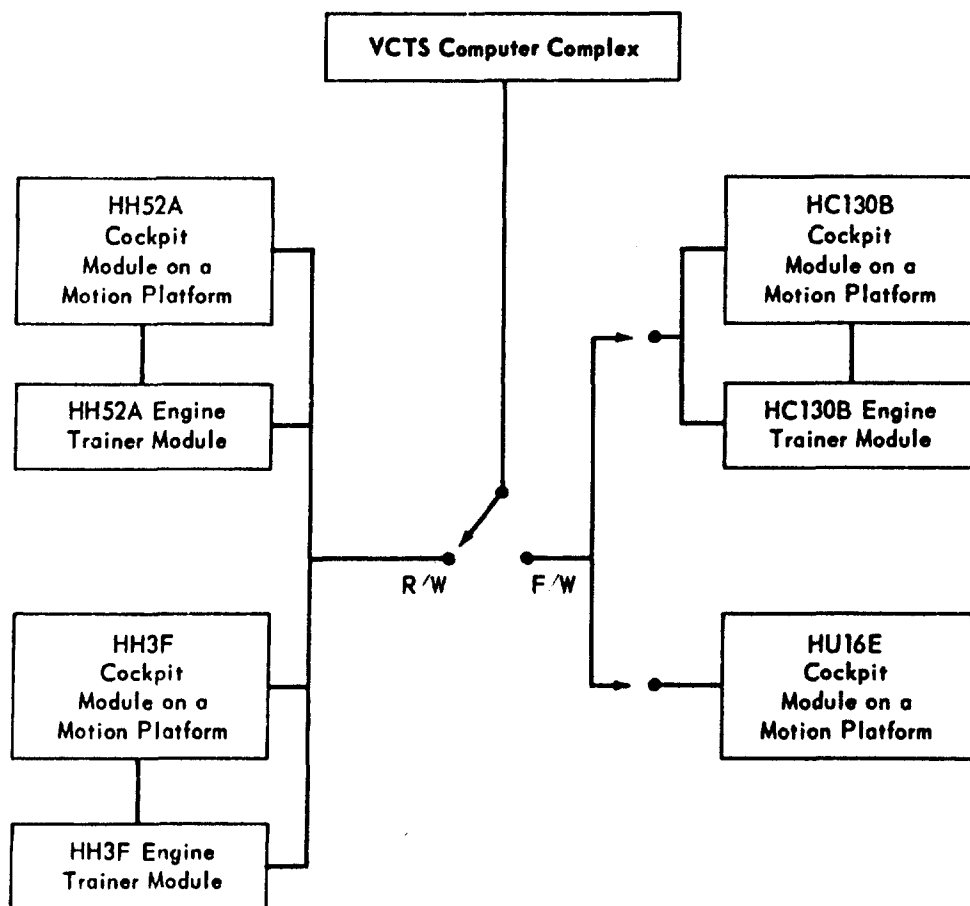 VCTS Computer Complex
HH52A
Cockpit
Module on a
Motion Platform
HH52A Engine
Trainer Module
HC130B
Cockpit
Module on a
Motion Platform
HC130B Engine
Trainer Module
R/W
F/W
HH3F
Cockpit
Module on a
Motion Platform
HH3F Engine
Trainer Module
HU16E
Cockpit
Module on a
Motion Platform